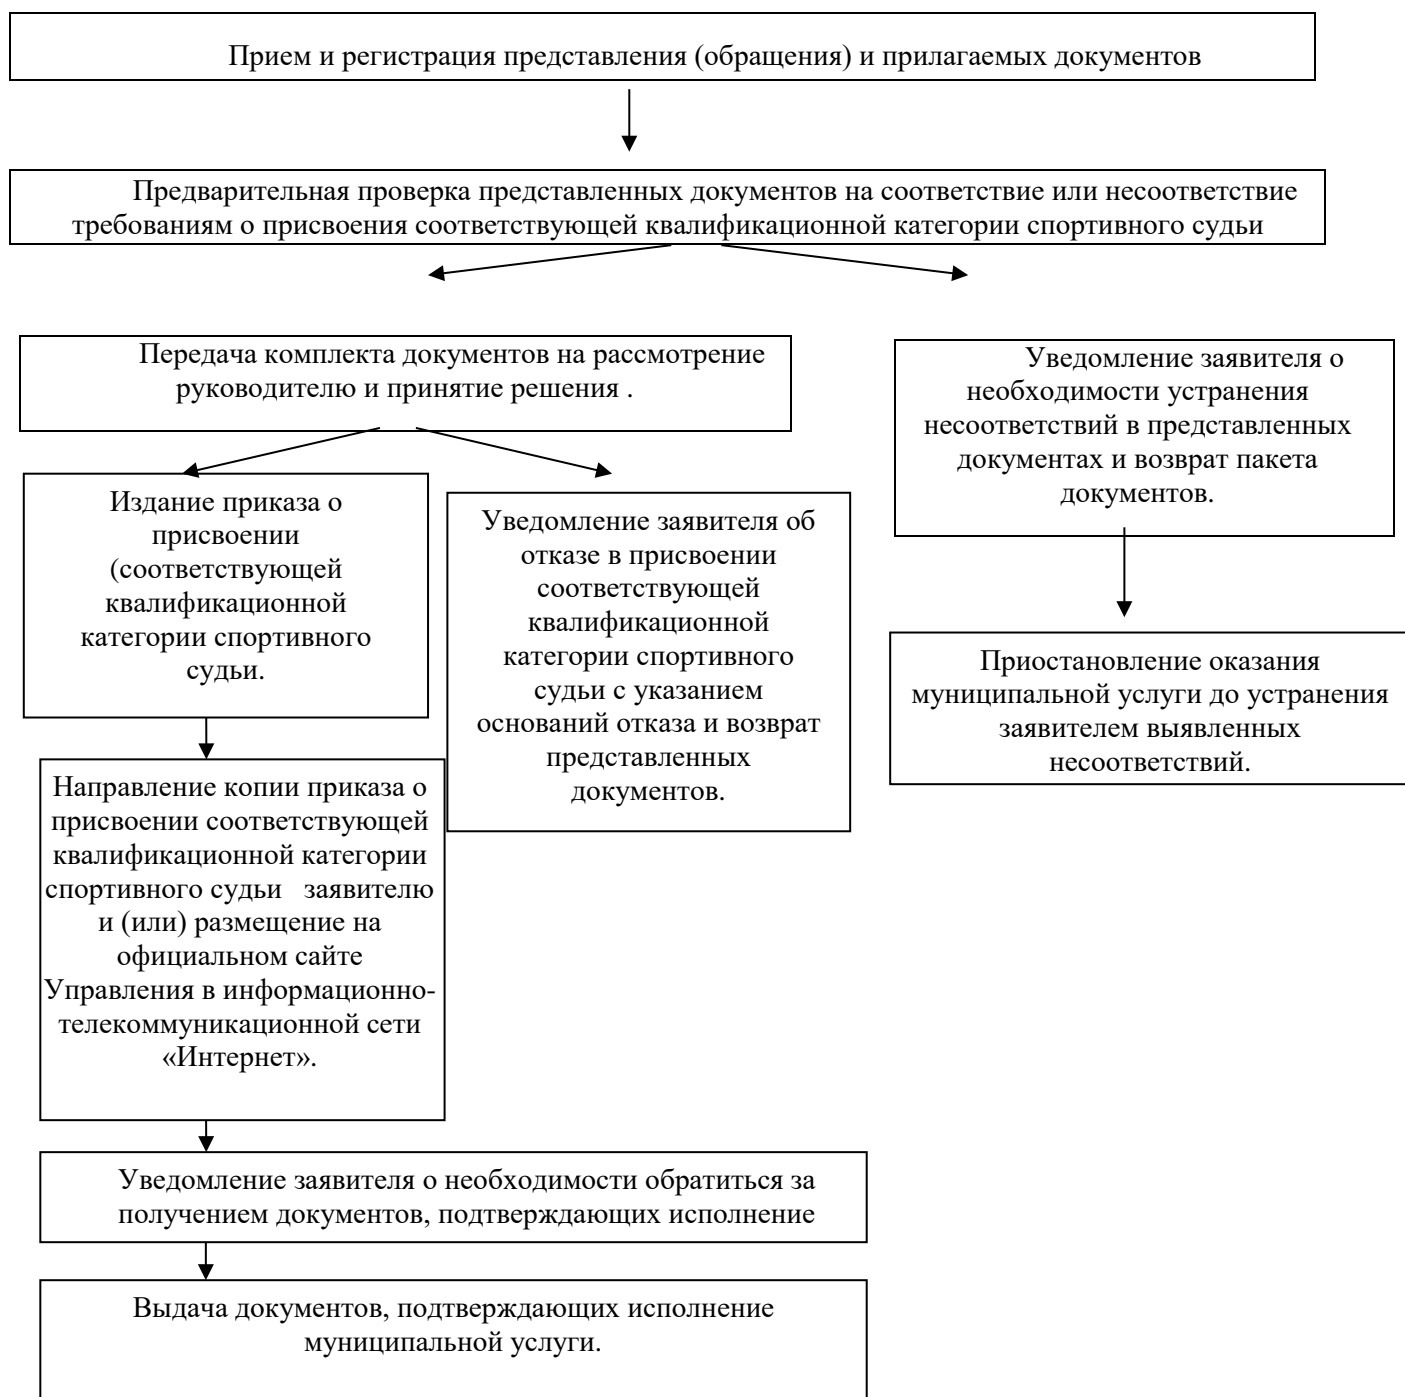 Прием и регистрация представления (обращения) и прилагаемых документов
Предварительная проверка представленных документов на соответствие или несоответствие
требованиям о присвоения соответствующей квалификационной категории спортивного судьи
Передача комплекта документов на рассмотрение
руководителю и принятие решения .
Уведомление заявителя о
необходимости устранения
несоответствий в представленных
документах и возврат пакета
документов.
Издание приказа о
присвоении
(соответствующей
квалификационной
категории спортивного
судьи.
Уведомление заявителя об
отказе в присвоении
соответствующей
квалификационной
категории спортивного
судьи с указанием
оснований отказа и возврат
представленных
документов.
Приостановление оказания
муниципальной услуги до устранения
заявителем выявленных
несоответствий.
Направление копии приказа о
присвоении соответствующей
квалификационной категории
спортивного судьи заявителю
и (или) размещение на
официальном сайте
Управления в информационно-
телекоммуникационной сети
«Интернет».
Уведомление заявителя о необходимости обратиться за
получением документов, подтверждающих исполнение
Выдача документов, подтверждающих исполнение
муниципальной услуги.